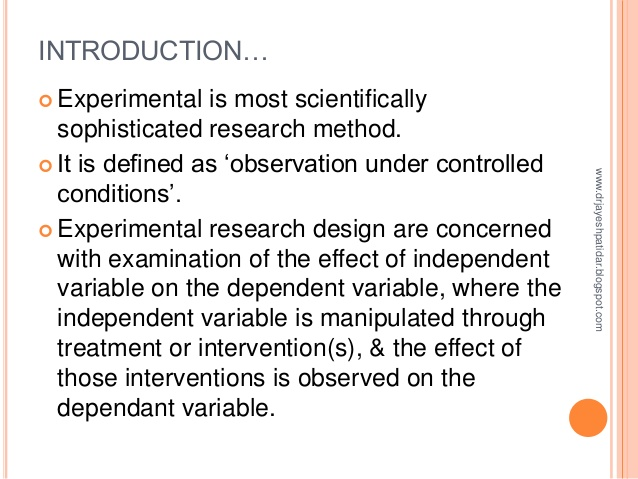 INTRODUCTION…
Experimental is most scientifically
sophisticated research method.
It is defined as ‘observation under controlled
conditions’.
Experimental research design are concerned
with examination of the effect of independent
variable on the dependent variable, where the
independent variable is manipulated through
treatment or intervention(s), & the effect of
those interventions is observed on the
dependant variable.
www.drjayeshpatidar.blogspot.com